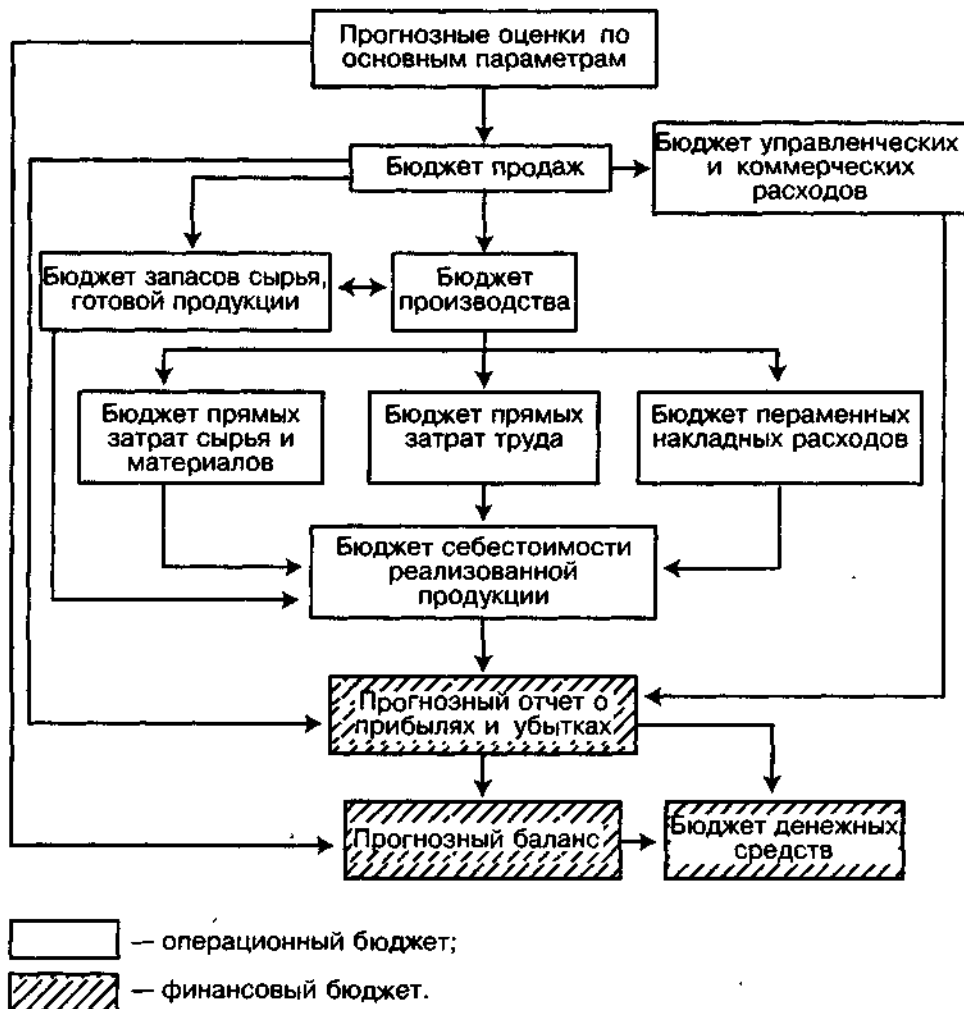 Прогнозные оценки по
основным параметрам
Бюджет продаж
Бюджет управленческих
и коммерческих
расходов
Бюджет запасов сырья,
готовой продукции
Бюджет
производства
Бюджет прямых
затрат сырья и
материалов
Бюджет прямых
затрат труда
Бюджет пераменных
накладных расходов
Бюджет себестоимости
реализованной
продукции
Прогнозный отчет о
прибылях и убытках
Прогнозный баланс
Бюджет денежных
средств
— операционный бюджет;
— финансовый бюджет.